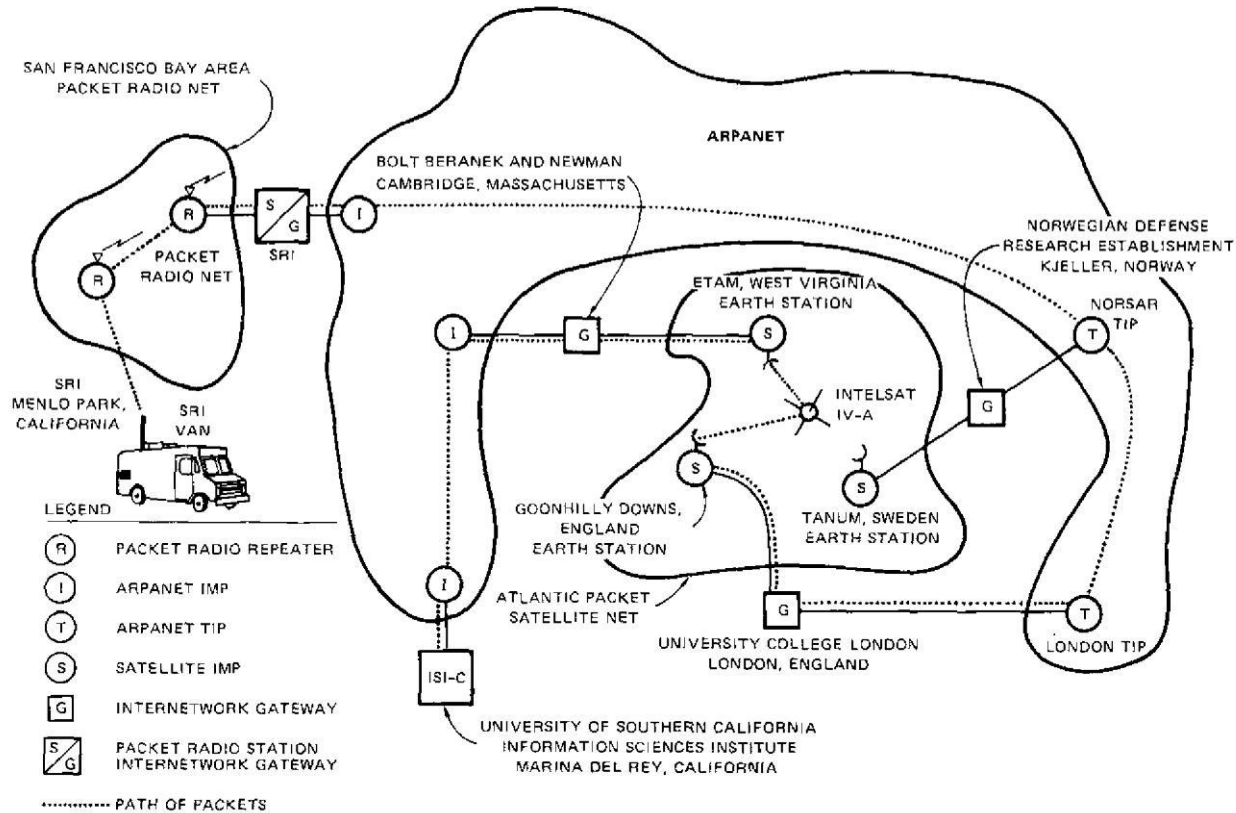 SAN FRANCISCO BAY AREA
PACKET RADIO NET
ARPANET
BOLT BERANEK AND NEWMAN
CAMBRIDGE, MASSACHUSETTS
R
S
G
I
SRI
PACKET
RADIO NET
R
NORWEGIAN DEFENSE
RESEARCH ESTABLISHMENT
KJELLER, NORWAY
ETAM, WEST VIRGINIA
EARTH STATION
NORSAR
TIP
I
G
S
T
SRI
MENLO PARK,
CALIFORNIA
SRI
VAN
INTELSAT
IV-A
G
S
S
GOONHILLY DOWNS,
ENGLAND
EARTH STATION
TANUM, SWEDEN
EARTH STATION
I
ATLANTIC PACKET
SATELLITE NET
G
T
UNIVERSITY COLLEGE LONDON
LONDON, ENGLAND
LONDON TIP
ISI-C
UNIVERSITY OF SOUTHERN CALIFORNIA
INFORMATION SCIENCES INSTITUTE
MARINA DEL REY, CALIFORNIA
LEGEND
R PACKET RADIO REPEATER
I ARPANET IMP
T ARPANET TIP
S SATELLITE IMP
G INTERNETWORK GATEWAY
S PACKET RADIO STATION
G INTERNETWORK GATEWAY
PATH OF PACKETS